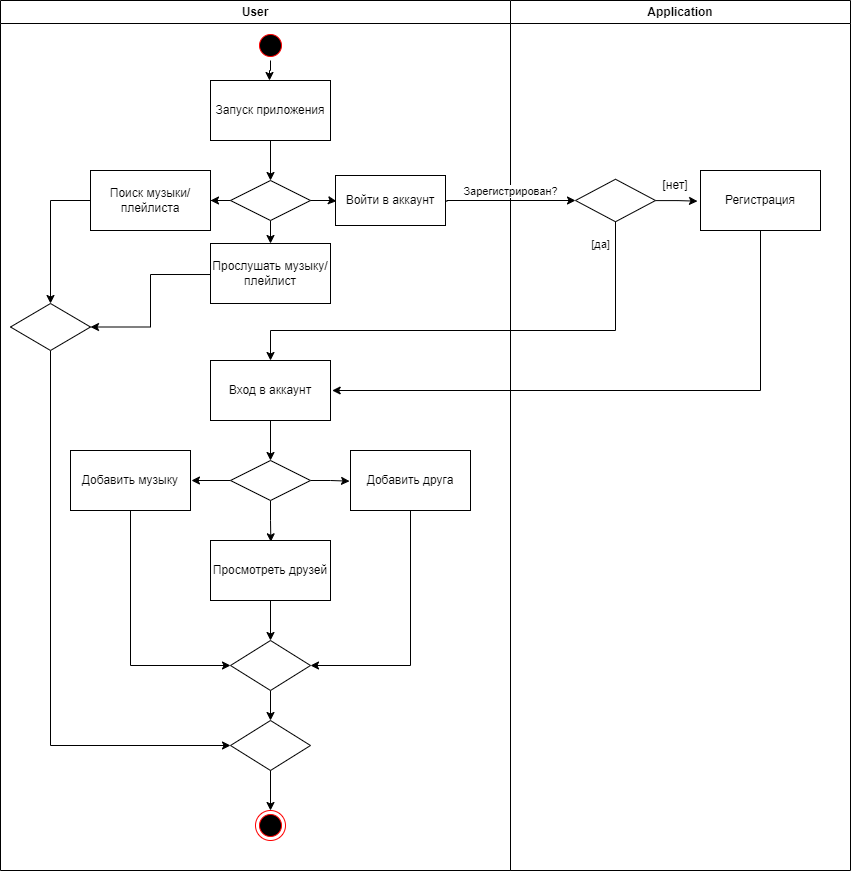 User
Application
Запуск приложения
Поиск музыки/
плейлиста
Войти в аккаунт
Зарегистрирован?
[нет]
Регистрация
[да]
Прослушать музыку/
плейлист
Вход в аккаунт
Добавить музыку
Добавить друга
Просмотреть друзей